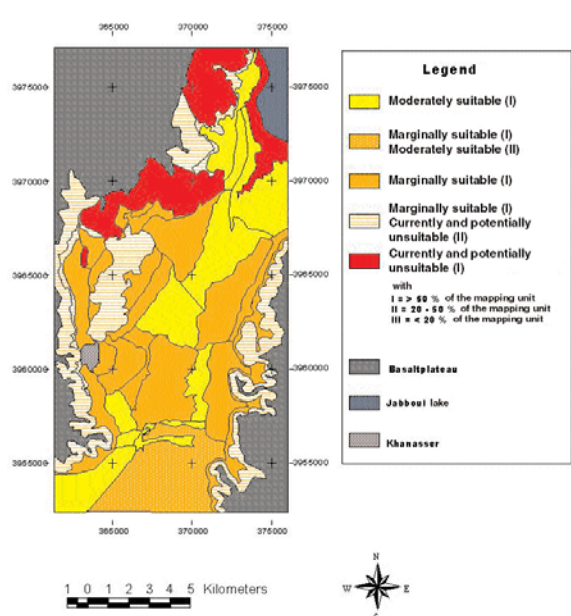 365000 370000 375000
3975000 3975000
3970000 3970000
3965000 3965000
3960000 3960000
3955000 3955000
365000 370000 375000
Legend
Moderately suitable (I)
Marginally suitable (I)
Moderately suitable (II)
Marginally suitable (I)
Marginally suitable (I)
Currently and potentially
unsuitable (II)
Currently and potentially
unsuitable (I)
with
I = > 50 % of the mapping unit
II = 20 - 50 % of the mapping unit
III = < 20 % of the mapping unit
Basaltplateau
Jabboul lake
Khanasser
1 0 1 2 3 4 5 Kilometers
N
W E
S